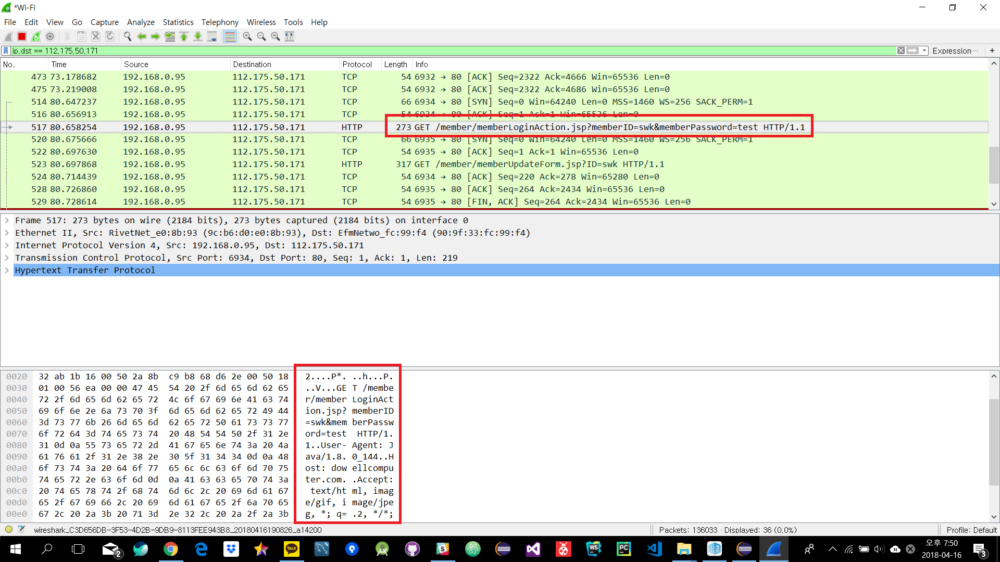 *Wi-Fi
File Edit View Go Capture Analyze Statistics Telephony Wireless Tools Help
ip.dst == 112.175.50.171 Expression… +
No. Time Source Destination Protocol Length Info
473 73.178682 192.168.0.95 112.175.50.171 TCP 54 6932 → 80 [ACK] Seq=2322 Ack=4666 Win=65536 Len=0
475 73.219008 192.168.0.95 112.175.50.171 TCP 54 6932 → 80 [ACK] Seq=2322 Ack=4686 Win=65536 Len=0
514 80.647237 192.168.0.95 112.175.50.171 TCP 66 6934 → 80 [SYN] Seq=0 Win=64240 Len=0 MSS=1460 WS=256 SACK_PERM=1
516 80.656913 192.168.0.95 112.175.50.171 TCP 54 6934 → 80 [ACK] Seq=1 Ack=1 Win=65536 Len=0
517 80.658254 192.168.0.95 112.175.50.171 HTTP 273 GET /member/memberLoginAction.jsp?memberID=swk&memberPassword=test HTTP/1.1
520 80.675666 192.168.0.95 112.175.50.171 TCP 66 6935 → 80 [SYN] Seq=0 Win=64240 Len=0 MSS=1460 WS=256 SACK_PERM=1
522 80.697630 192.168.0.95 112.175.50.171 TCP 54 6935 → 80 [ACK] Seq=1 Ack=1 Win=65536 Len=0
523 80.697868 192.168.0.95 112.175.50.171 HTTP 317 GET /member/memberUpdateForm.jsp?ID=swk HTTP/1.1
524 80.714439 192.168.0.95 112.175.50.171 TCP 54 6934 → 80 [ACK] Seq=220 Ack=278 Win=65280 Len=0
528 80.726860 192.168.0.95 112.175.50.171 TCP 54 6935 → 80 [ACK] Seq=264 Ack=2434 Win=65536 Len=0
529 80.728614 192.168.0.95 112.175.50.171 TCP 54 6935 → 80 [FIN, ACK] Seq=264 Ack=2434 Win=65536 Len=0
Frame 517: 273 bytes on wire (2184 bits), 273 bytes captured (2184 bits) on interface 0
Ethernet II, Src: RivetNet_e0:8b:93 (9c:b6:d0:e0:8b:93), Dst: EfmNetwo_fc:99:f4 (90:9f:33:fc:99:f4)
Internet Protocol Version 4, Src: 192.168.0.95, Dst: 112.175.50.171
Transmission Control Protocol, Src Port: 6934, Dst Port: 80, Seq: 1, Ack: 1, Len: 219
Hypertext Transfer Protocol
0020 32 ab 1b 16 00 50 2a 8b c9 b8 68 d6 2e 00 50 18 2....P*. ..h...P.
0030 01 00 56 ea 00 00 47 45 54 20 2f 6d 65 6d 62 65 ..V...GE T /membe
0040 72 2f 6d 65 6d 62 65 72 4c 6f 67 69 6e 41 63 74 r/member LoginAct
0050 69 6f 6e 2e 6a 73 70 3f 6d 65 6d 62 65 72 49 44 ion.jsp? memberID
0060 3d 73 77 6b 26 6d 65 6d 62 65 72 50 61 73 73 77 =swk&mem berPassw
0070 6f 72 64 3d 74 65 73 74 20 48 54 54 50 2f 31 2e ord=test HTTP/1.
0080 31 0d 0a 55 73 65 72 2d 41 67 65 6e 74 3a 20 4a 1..User- Agent: J
0090 61 76 61 2f 31 2e 38 2e 30 5f 31 34 34 0d 0a 48 ava/1.8. 0_144..H
00a0 6f 73 74 3a 20 64 6f 77 65 6c 6c 63 6f 6d 70 75 ost: dow ellcompu
00b0 74 65 72 2e 63 6f 6d 0d 0a 41 63 63 65 70 74 3a ter.com. .Accept:
00c0 20 74 65 78 74 2f 68 74 6d 6c 2c 20 69 6d 61 67 text/ht ml, imag
00d0 65 2f 67 69 66 2c 20 69 6d 61 67 65 2f 6a 70 65 e/gif, i mage/jpe
00e0 67 2c 20 2a 3b 20 71 3d 2e 32 2c 20 2a 2f 2a 3b g, *; q= .2, */*;
wireshark_C3D656DB-3F53-4D2B-9DB9-8113FEE943B8_20180416190826_a14200 Packets: 136033 · Displayed: 36 (0.0%) Profile: Default
2 TALK S WS PC 오후 7:50
2018-04-16 3